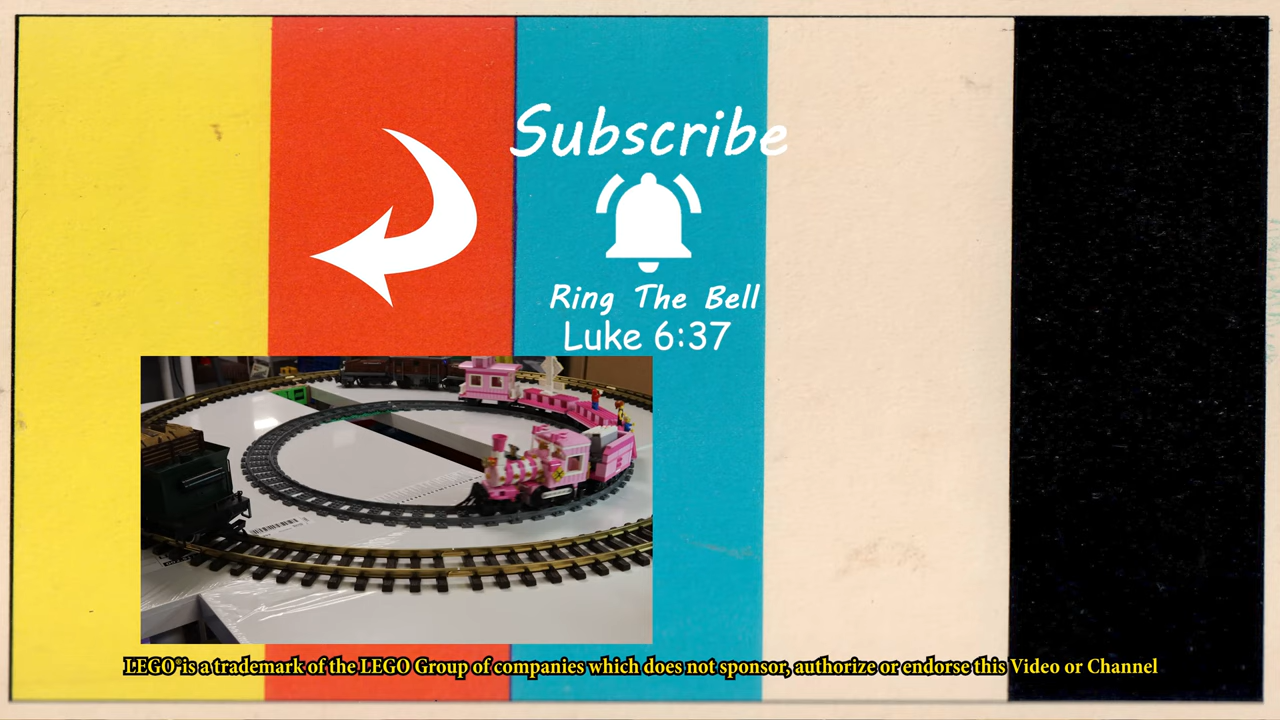 Subscribe
Ring The Bell
Luke 6:37
LEGO® is a trademark of the LEGO Group of companies which does not sponsor, authorize or endorse this Video or Channel